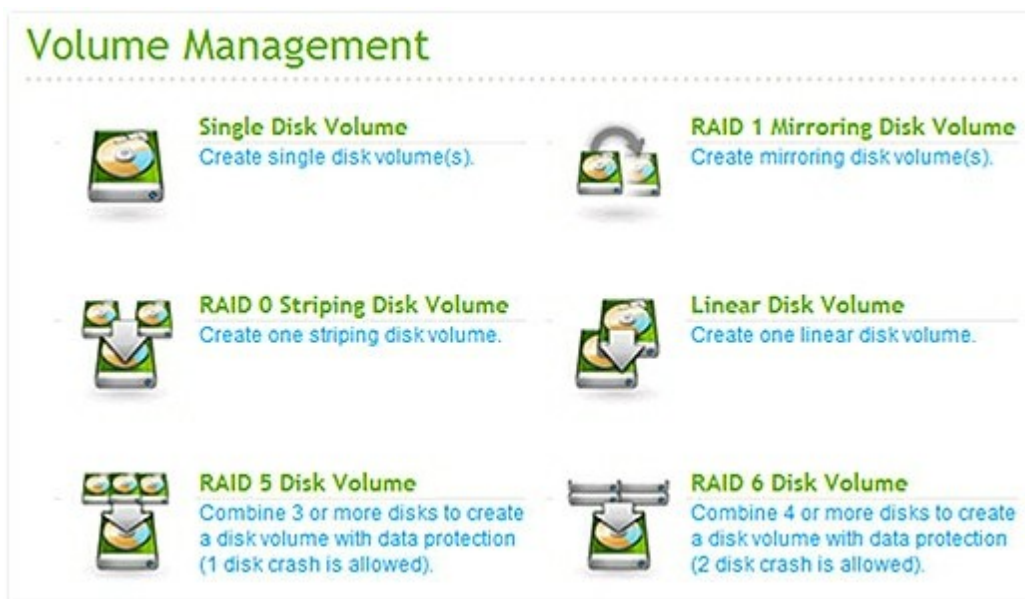 Volume Management
Single Disk Volume
Create single disk volume(s).
RAID 1 Mirroring Disk Volume
Create mirroring disk volume(s).
RAID 0 Striping Disk Volume
Create one striping disk volume.
Linear Disk Volume
Create one linear disk volume.
RAID 5 Disk Volume
Combine 3 or more disks to create
a disk volume with data protection
(1 disk crash is allowed).
RAID 6 Disk Volume
Combine 4 or more disks to create
a disk volume with data protection
(2 disk crash is allowed).